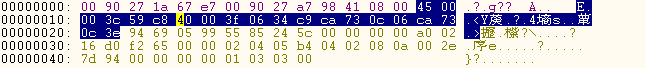 00000000: 00 90 27 1a 67 e7 00 90 27 a7 98 41 08 00 45 00 .?.g?? A.. E.
00000010: 00 3c 59 c8 40 00 3f 06 34 c9 ca 73 0c 06 ca 73
00000020: 0c 3e 94 69 05 99 55 85 24 5c 00 00 00 00 a0 02
00000030: 16 d0 f2 65 00 00 02 04 05 b4 04 02 08 0a 00 2e
00000040: 7d 94 00 00 00 00 01 03 03 00 }?........